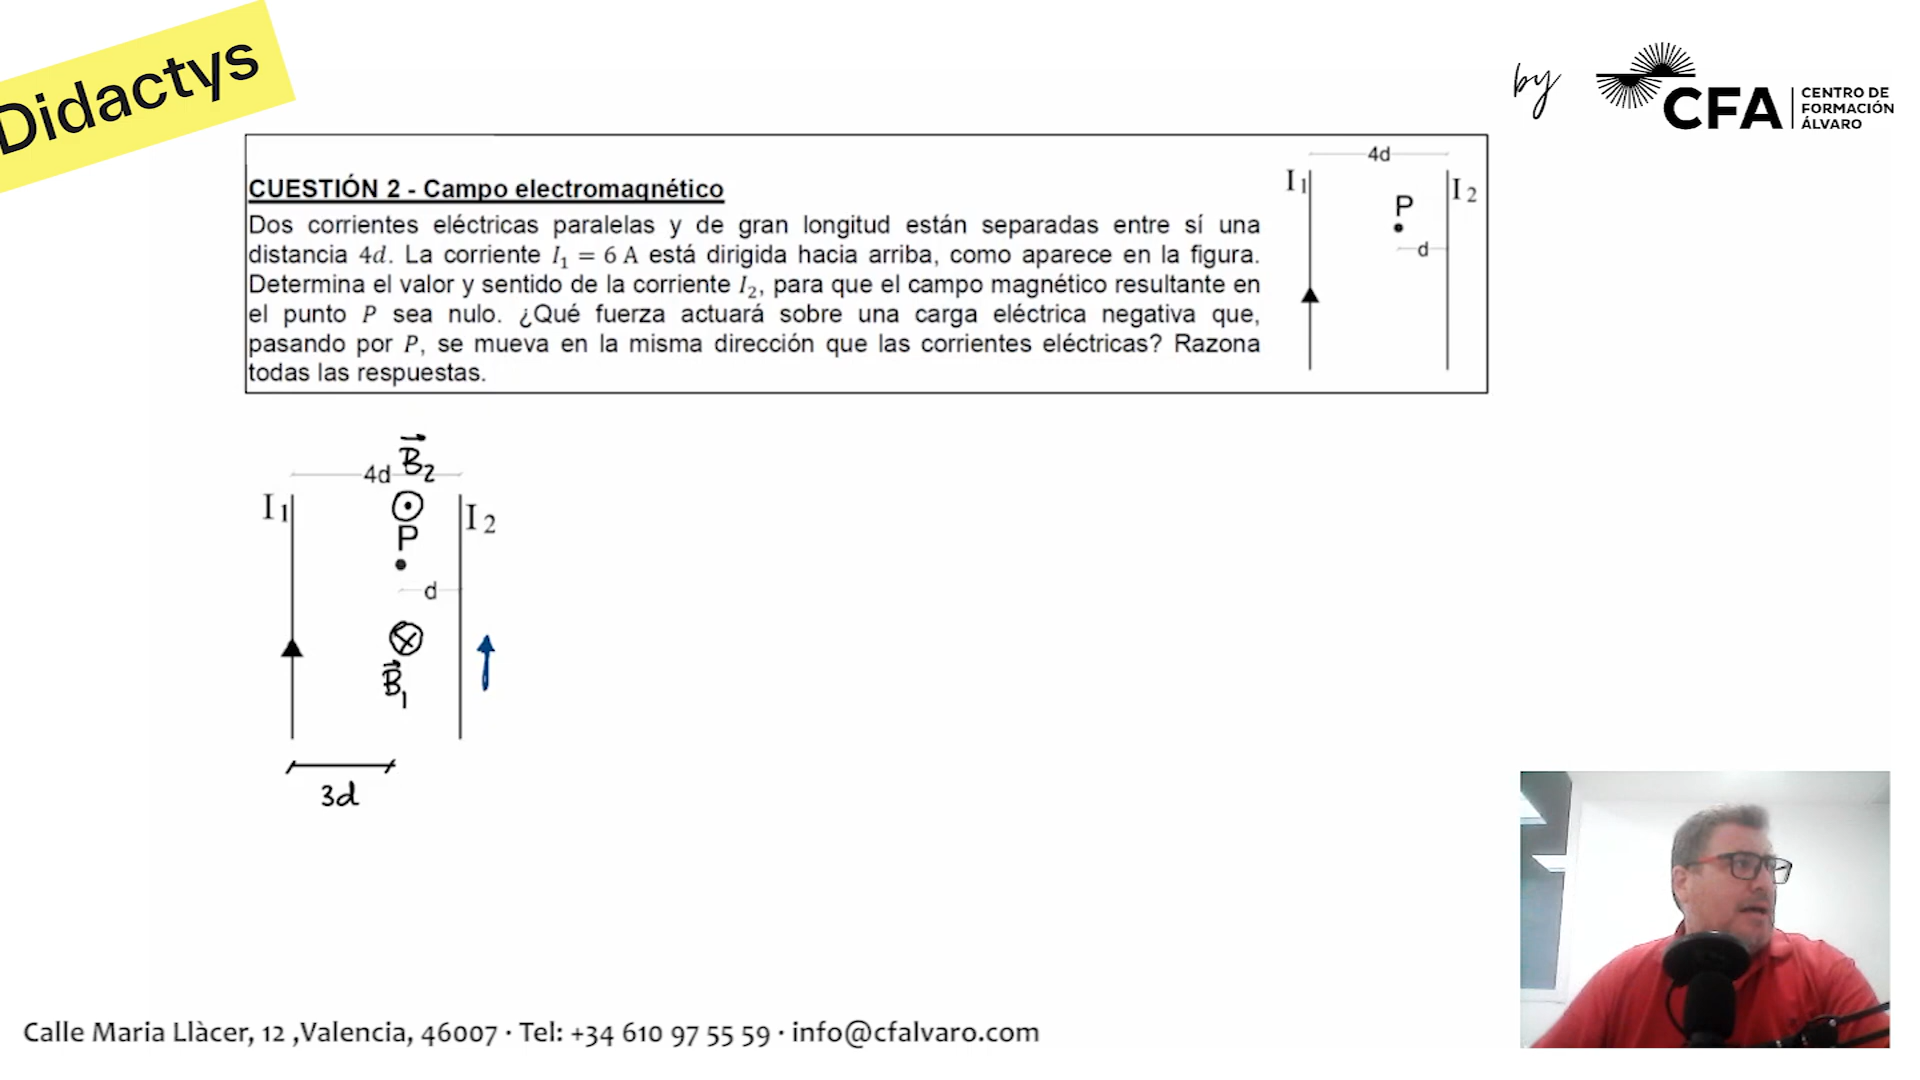 Didactys
by
CFA
CENTRO DE
FORMACIÓN
ÁLVARO
CUESTIÓN 2 - Campo electromagnético
Dos corrientes eléctricas paralelas y de gran longitud están separadas entre sí una
distancia 4d. La corriente I₁ = 6 A está dirigida hacia arriba, como aparece en la figura.
Determina el valor y sentido de la corriente I₂, para que el campo magnético resultante en
el punto P sea nulo. ¿Qué fuerza actuará sobre una carga eléctrica negativa que,
pasando por P, se mueva en la misma dirección que las corrientes eléctricas? Razona
todas las respuestas.
4d
I₁
I₂
P
d
B⃗₂
4d
I₁
I₂
P
d
B⃗₁
3d
Calle Maria Llàcer, 12 ,Valencia, 46007 · Tel: +34 610 97 55 59 · info@cfalvaro.com